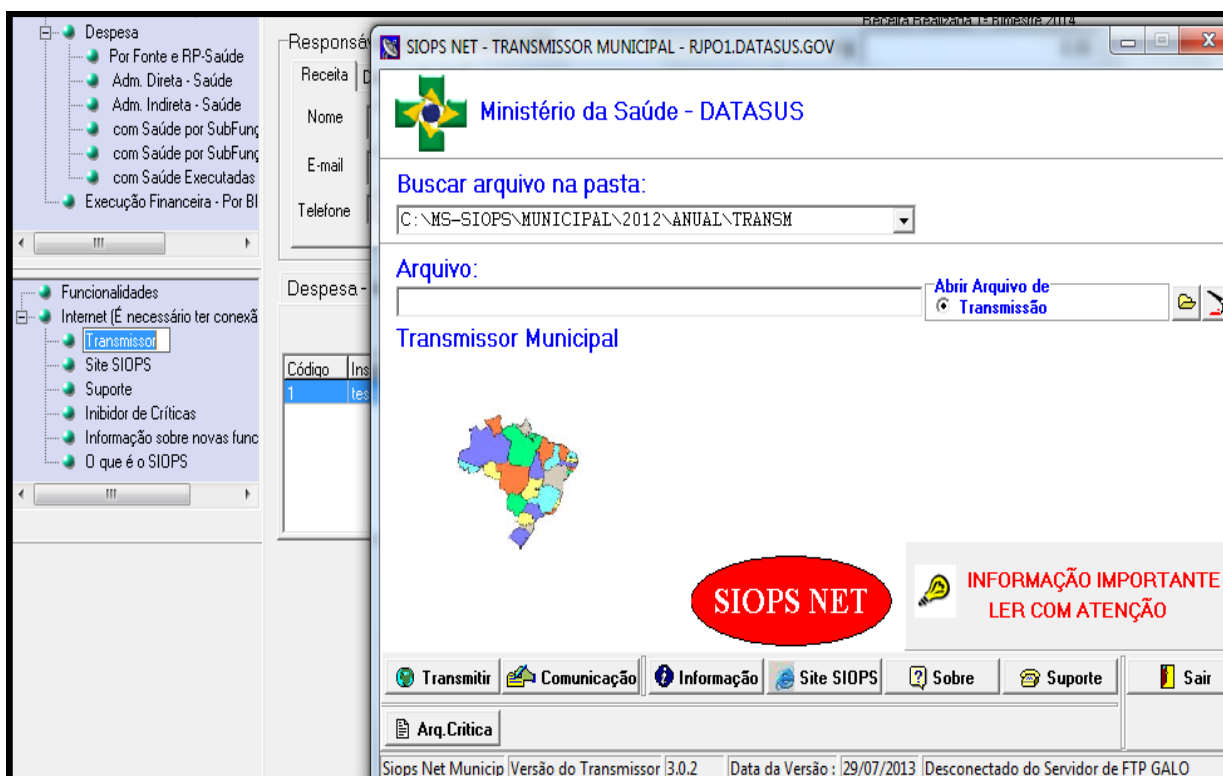 Despesa
Por Fonte e RP-Saúde
Adm. Direta - Saúde
Adm. Indireta - Saúde
com Saúde por SubFunç
com Saúde por SubFunç
com Saúde Executadas
Execução Financeira - Por Bl
Funcionalidades
Internet (É necessário ter conexã
Transmissor
Site SIOPS
Suporte
Inibidor de Críticas
Informação sobre novas func
O que é o SIOPS
Responsá
Receita D
Nome
E-mail
Telefone
Despesa -
Código Ins
1 tes
Receita Realizada 1º Bimestre 2014
SIOPS NET - TRANSMISSOR MUNICIPAL - RJPO1.DATASUS.GOV
Ministério da Saúde - DATASUS
Buscar arquivo na pasta:
C:\MS-SIOPS\MUNICIPAL\2012\ANUAL\TRANSM
Arquivo:
Abrir Arquivo de
Transmissão
Transmissor Municipal
SIOPS NET
INFORMAÇÃO IMPORTANTE
LER COM ATENÇÃO
Transmitir Comunicação Informação Site SIOPS Sobre Suporte Sair
Arq.Critica
Siops Net Municip Versão do Transmissor 3.0.2 Data da Versão : 29/07/2013 Desconectado do Servidor de FTP GALO